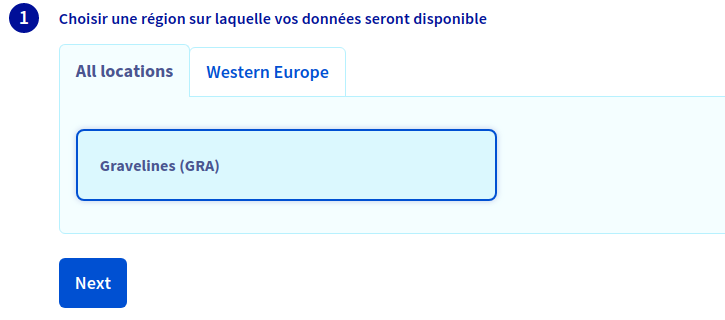 1 Choisir une région sur laquelle vos données seront disponible
All locations Western Europe
Gravelines (GRA)
Next